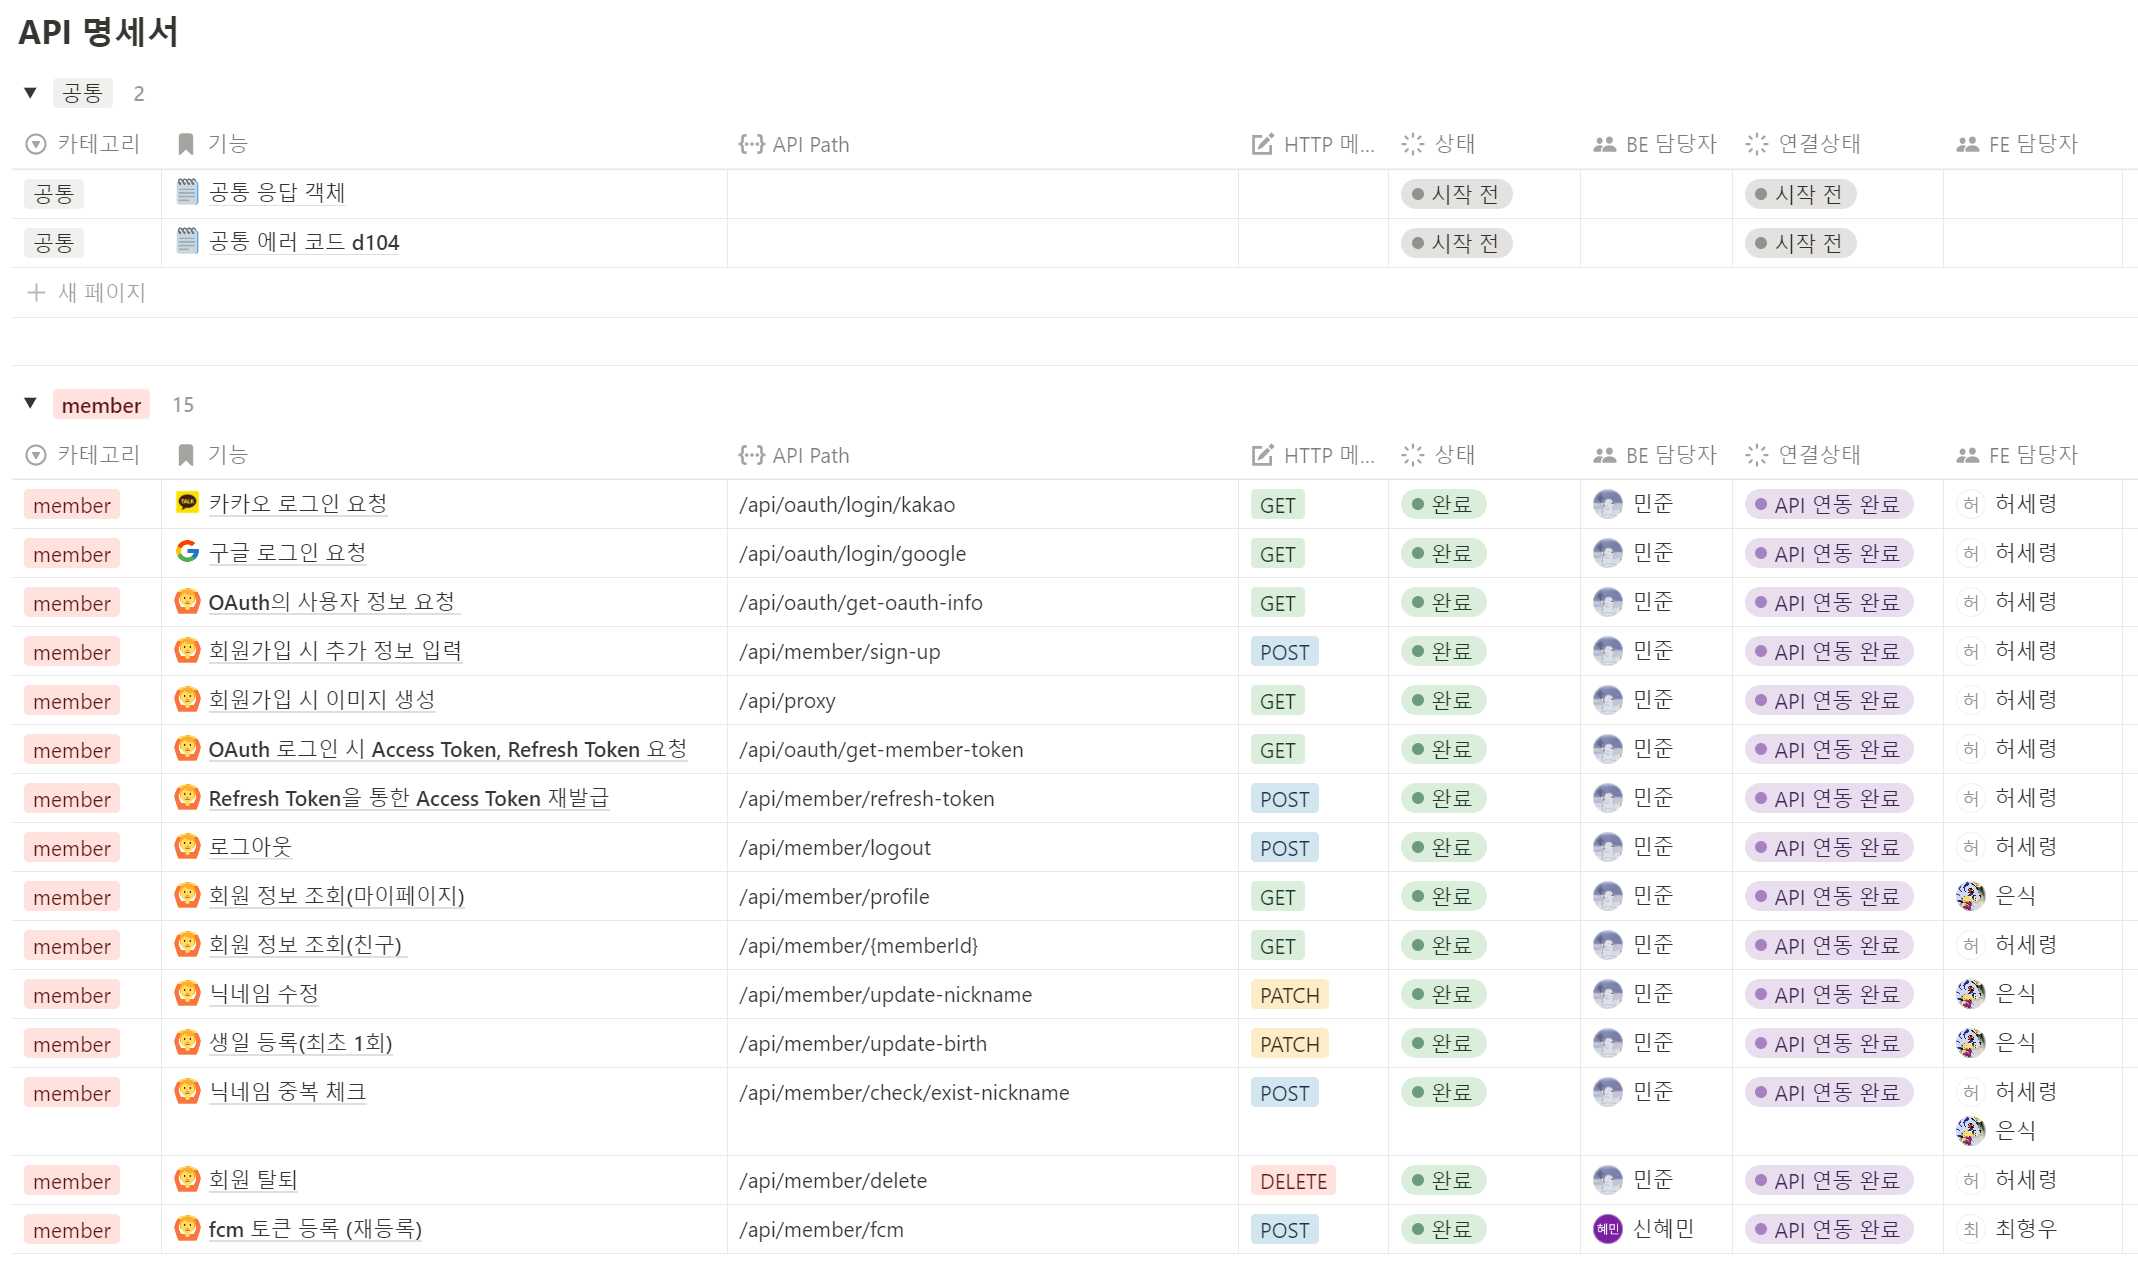 API 명세서
공통 2
카테고리 기능 API Path HTTP 메... 상태 BE 담당자 연결상태 FE 담당자
공통 공통 응답 객체 시작 전 시작 전
공통 공통 에러 코드 d104 시작 전 시작 전
새 페이지
member 15
카테고리 기능 API Path HTTP 메... 상태 BE 담당자 연결상태 FE 담당자
member TALK 카카오 로그인 요청 /api/oauth/login/kakao GET 완료 민준 API 연동 완료 허 허세령
member 구글 로그인 요청 /api/oauth/login/google GET 완료 민준 API 연동 완료 허 허세령
member OAuth의 사용자 정보 요청 /api/oauth/get-oauth-info GET 완료 민준 API 연동 완료 허 허세령
member 회원가입 시 추가 정보 입력 /api/member/sign-up POST 완료 민준 API 연동 완료 허 허세령
member 회원가입 시 이미지 생성 /api/proxy GET 완료 민준 API 연동 완료 허 허세령
member OAuth 로그인 시 Access Token, Refresh Token 요청 /api/oauth/get-member-token GET 완료 민준 API 연동 완료 허 허세령
member Refresh Token을 통한 Access Token 재발급 /api/member/refresh-token POST 완료 민준 API 연동 완료 허 허세령
member 로그아웃 /api/member/logout POST 완료 민준 API 연동 완료 허 허세령
member 회원 정보 조회(마이페이지) /api/member/profile GET 완료 민준 API 연동 완료 은식
member 회원 정보 조회(친구) /api/member/{memberId} GET 완료 민준 API 연동 완료 허 허세령
member 닉네임 수정 /api/member/update-nickname PATCH 완료 민준 API 연동 완료 은식
member 생일 등록(최초 1회) /api/member/update-birth PATCH 완료 민준 API 연동 완료 은식
member 닉네임 중복 체크 /api/member/check/exist-nickname POST 완료 민준 API 연동 완료 허 허세령
은식
member 회원 탈퇴 /api/member/delete DELETE 완료 민준 API 연동 완료 허 허세령
member fcm 토큰 등록 (재등록) /api/member/fcm POST 완료 혜민 신혜민 API 연동 완료 최 최형우